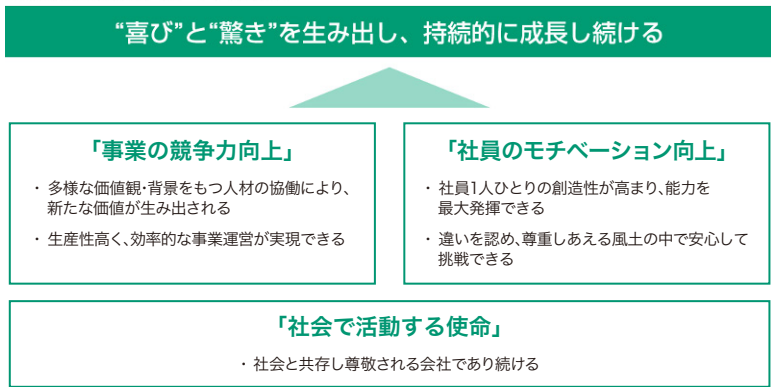 “喜び”と“驚き”を生み出し、持続的に成長し続ける
「事業の競争力向上」
・ 多様な価値観・背景をもつ人材の協働により、
新たな価値が生み出される
・ 生産性高く、効率的な事業運営が実現できる
「社員のモチベーション向上」
・ 社員1人ひとりの創造性が高まり、能力を
最大発揮できる
・ 違いを認め、尊重しあえる風土の中で安心して
挑戦できる
「社会で活動する使命」
・ 社会と共存し尊敬される会社であり続ける